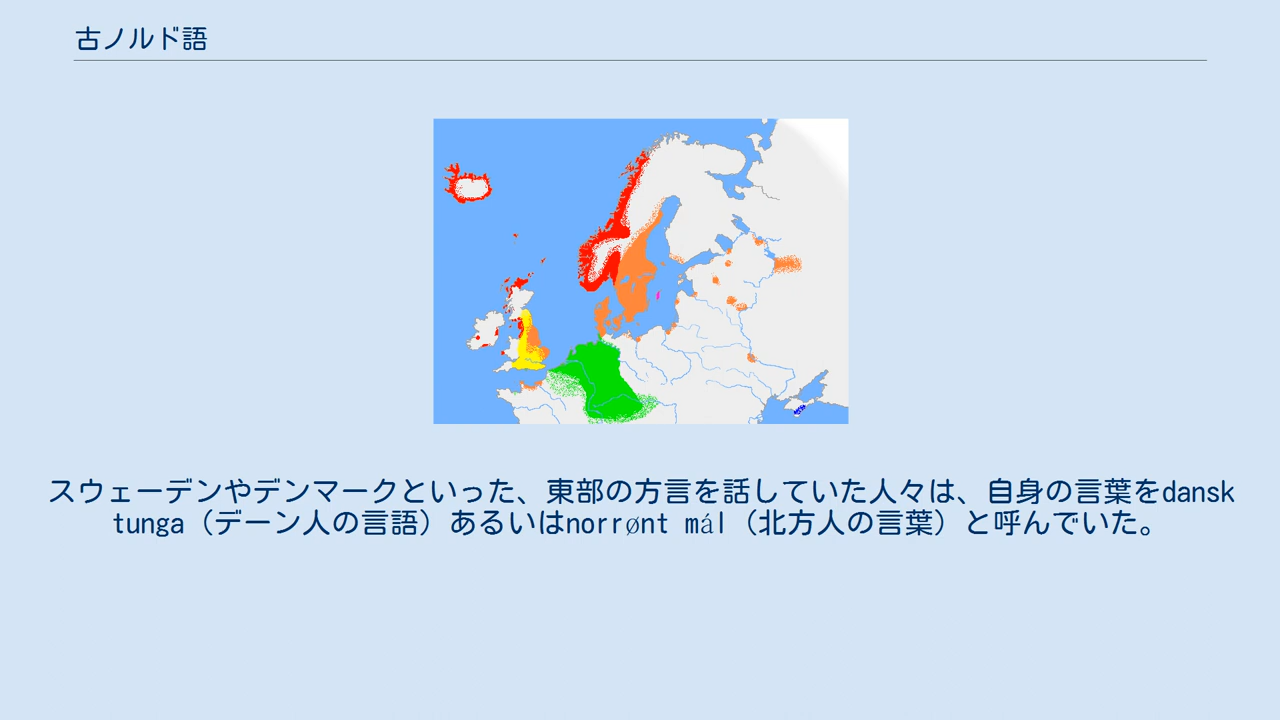 古ノルド語
スウェーデンやデンマークといった、東部の方言を話していた人々は、自身の言葉をdansk
tunga（デーン人の言語）あるいはnorrønt mál（北方人の言葉）と呼んでいた。